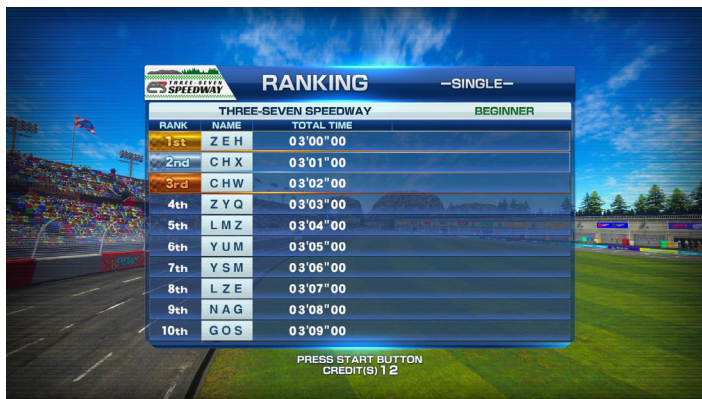 THREE-SEVEN
SPEEDWAY
RANKING
—SINGLE—
THREE-SEVEN SPEEDWAY BEGINNER
RANK NAME TOTAL TIME
1st ZEH 03'00"00
2nd CHX 03'01"00
3rd CHW 03'02"00
4th ZYQ 03'03"00
5th LMZ 03'04"00
6th YUM 03'05"00
7th YSM 03'06"00
8th LZE 03'07"00
9th NAG 03'08"00
10th GOS 03'09"00
PRESS START BUTTON
CREDIT(S) 12